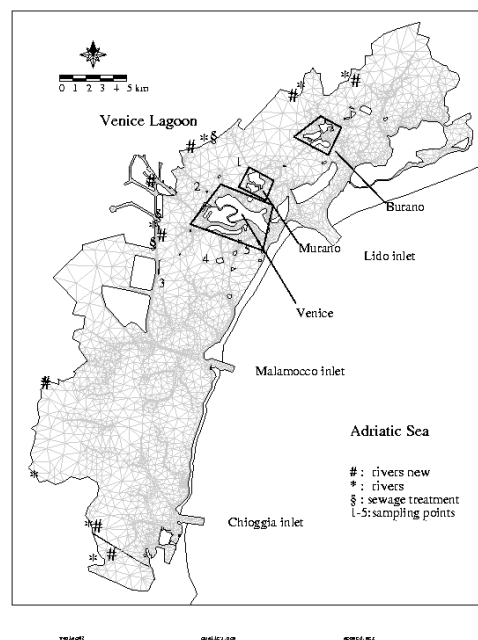 0 1 2 3 4 5 km
Venice Lagoon
Burano
Murano
Lido inlet
Venice
Malamocco inlet
Adriatic Sea
# : rivers new
* : rivers
§ : sewage treatment
1-5: sampling points
Chioggia inlet
1
2
3
4
5
3
#
*
#
*
#
*
§
#
§
*
#
§
#
*
*
#
*
#